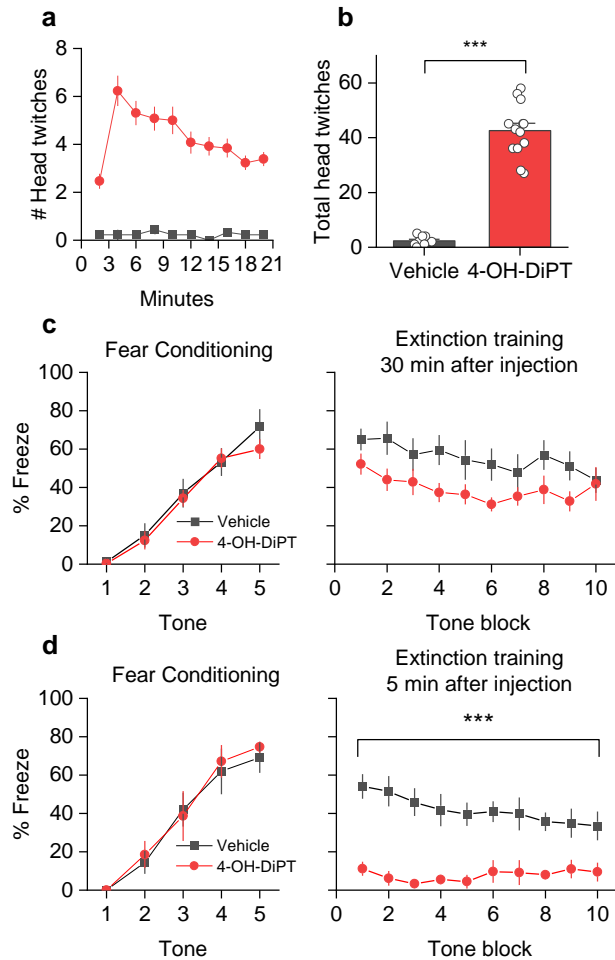 a
# Head twitches
8
6
4
2
0
0 3 6 9 12 15 18 21
Minutes
b
***
Total head twitches
60
40
20
0
Vehicle 4-OH-DiPT
c
Fear Conditioning
% Freeze
100
80
60
40
20
0
Vehicle
4-OH-DiPT
1 2 3 4 5
Tone
Extinction training
30 min after injection
0 2 4 6 8 10
Tone block
d
Fear Conditioning
% Freeze
100
80
60
40
20
0
Vehicle
4-OH-DiPT
1 2 3 4 5
Tone
Extinction training
5 min after injection
***
0 2 4 6 8 10
Tone block